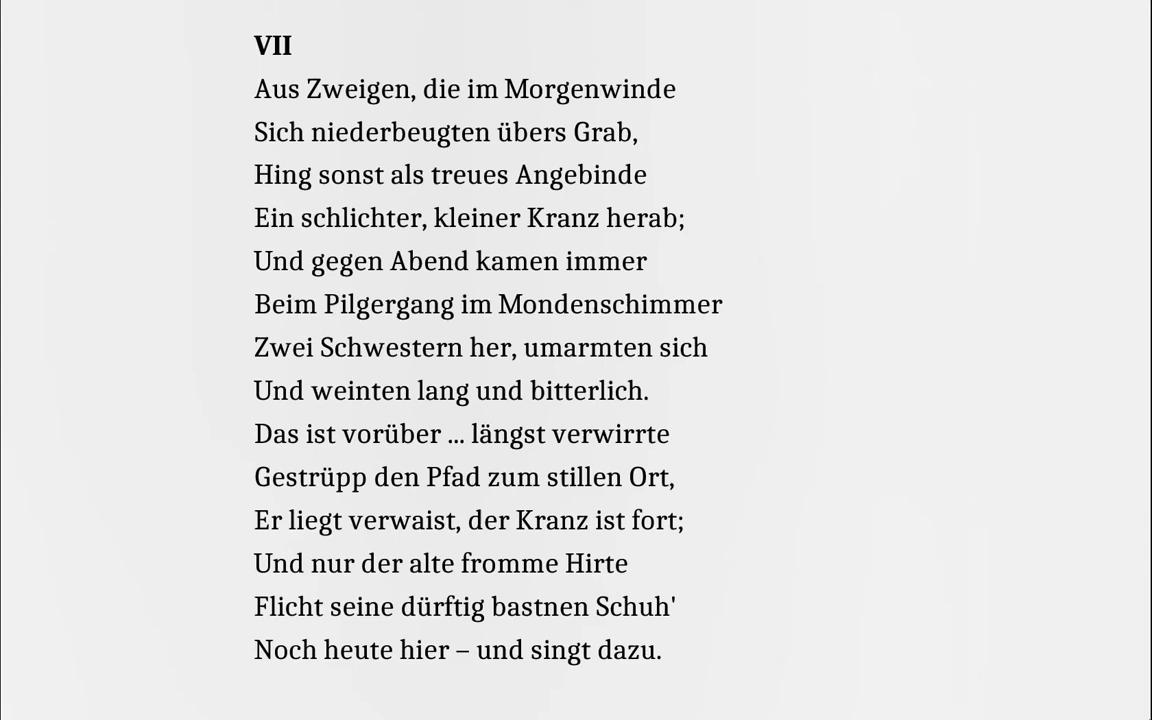 VII
Aus Zweigen, die im Morgenwinde
Sich niederbeugten übers Grab,
Hing sonst als treues Angebinde
Ein schlichter, kleiner Kranz herab;
Und gegen Abend kamen immer
Beim Pilgergang im Mondenschimmer
Zwei Schwestern her, umarmten sich
Und weinten lang und bitterlich.
Das ist vorüber ... längst verwirrte
Gestrüpp den Pfad zum stillen Ort,
Er liegt verwaist, der Kranz ist fort;
Und nur der alte fromme Hirte
Flicht seine dürftig bastnen Schuh'
Noch heute hier – und singt dazu.